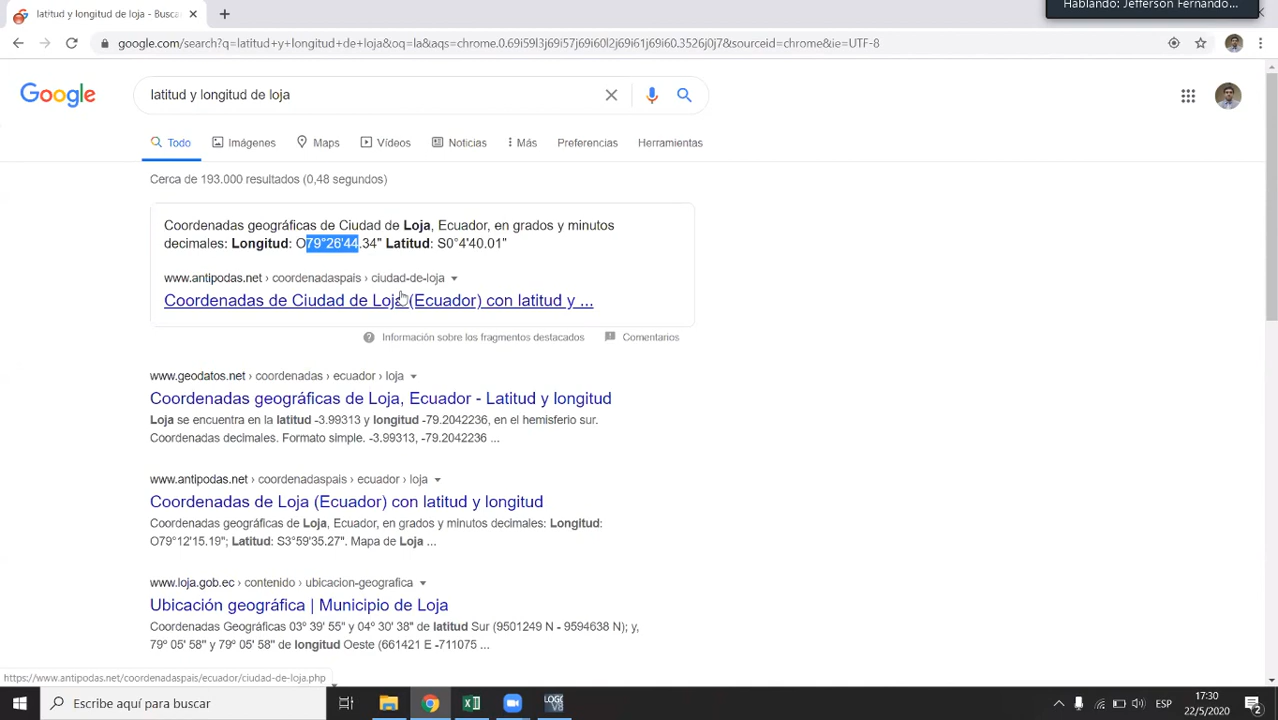 latitud y longitud de loja - Busca
Hablando: Jefferson Fernando...
google.com/search?q=latitud+y+longitud+de+loja&oq=la&aqs=chrome.0.69i59l3j69i57j69i60l2j69i61j69i60.3526j0j7&sourceid=chrome&ie=UTF-8
Google
latitud y longitud de loja
Todo Imágenes Maps Vídeos Noticias Más Preferencias Herramientas
Cerca de 193.000 resultados (0,48 segundos)
Coordenadas geográficas de Ciudad de Loja, Ecuador, en grados y minutos
decimales: Longitud: O79°26'44.34" Latitud: S0°4'40.01"
www.antipodas.net › coordenadaspais › ciudad-de-loja
Coordenadas de Ciudad de Loja (Ecuador) con latitud y ...
Información sobre los fragmentos destacados Comentarios
www.geodatos.net › coordenadas › ecuador › loja
Coordenadas geográficas de Loja, Ecuador - Latitud y longitud
Loja se encuentra en la latitud -3.99313 y longitud -79.2042236, en el hemisferio sur.
Coordenadas decimales. Formato simple. -3.99313, -79.2042236 ...
www.antipodas.net › coordenadaspais › ecuador › loja
Coordenadas de Loja (Ecuador) con latitud y longitud
Coordenadas geográficas de Loja, Ecuador, en grados y minutos decimales: Longitud:
O79°12'15.19"; Latitud: S3°59'35.27". Mapa de Loja ...
www.loja.gob.ec › contenido › ubicacion-geografica
Ubicación geográfica | Municipio de Loja
Coordenadas Geográficas 03º 39' 55" y 04º 30' 38" de latitud Sur (9501249 N - 9594638 N); y,
79º 05' 58" y 79º 05' 58" de longitud Oeste (661421 E -711075 ...
https://www.antipodas.net/coordenadaspais/ecuador/ciudad-de-loja.php
Escribe aquí para buscar
LOGO
V8
ESP
17:30
22/5/2020
2